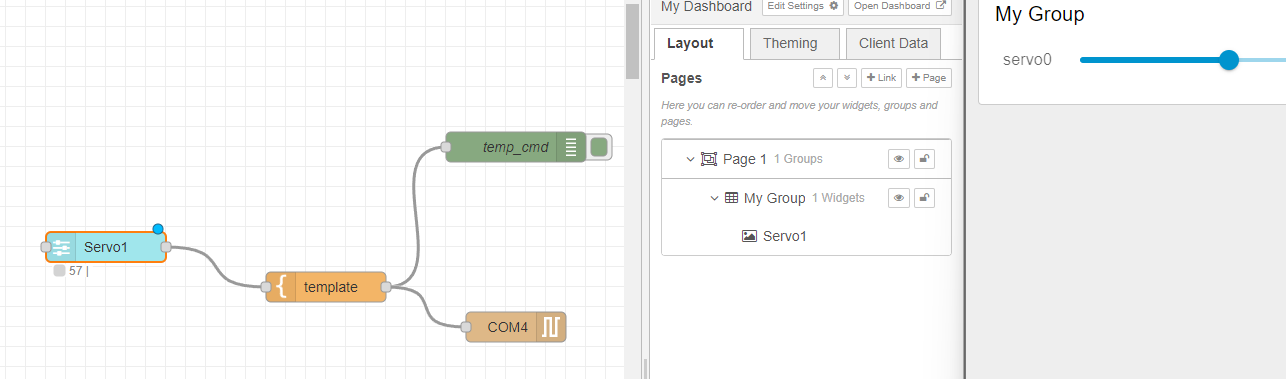 temp_cmd
Servo1
57 |
template
COM4
My Dashboard
Edit Settings
Open Dashboard
Layout
Theming
Client Data
Pages
+ Link
+ Page
Here you can re-order and move your widgets, groups and
pages.
Page 1 1 Groups
My Group 1 Widgets
Servo1
My Group
servo0